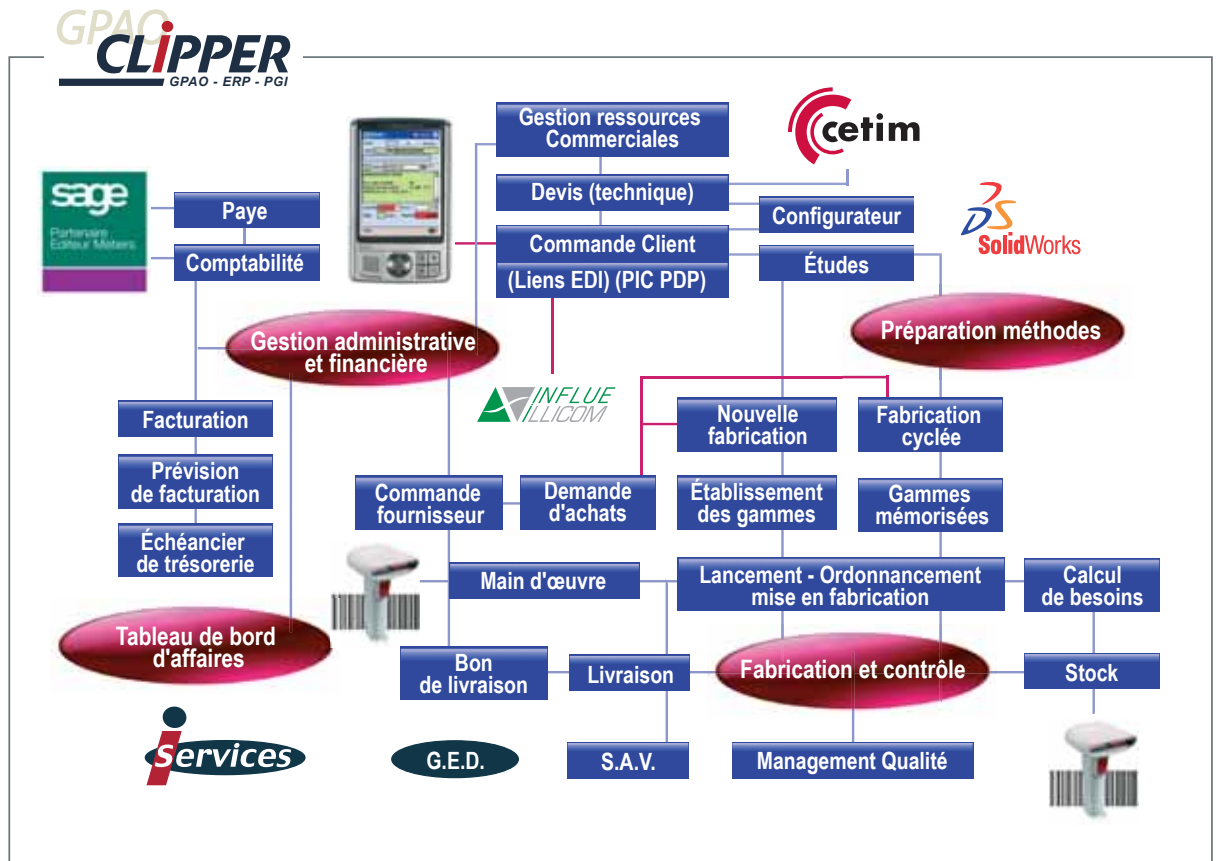 GPAO
CLiPPER
GPAO - ERP - PGI
Gestion ressources
Commerciales
cetim
Devis (technique)
sage
Partenaire
Éditeur Métiers
Paye
Configurateur
SolidWorks
Commande Client
Comptabilité
Études
(Liens EDI) (PIC PDP)
Gestion administrative
et financière
Préparation méthodes
INFLUE
ILLICOM
Facturation
Nouvelle
fabrication
Fabrication
cyclée
Prévision
de facturation
Commande
fournisseur
Demande
d'achats
Établissement
des gammes
Gammes
mémorisées
Échéancier
de trésorerie
Main d'œuvre
Lancement - Ordonnancement
mise en fabrication
Calcul
de besoins
Tableau de bord
d'affaires
Bon
de livraison
Livraison
Fabrication et contrôle
Stock
iServices
G.E.D.
S.A.V.
Management Qualité